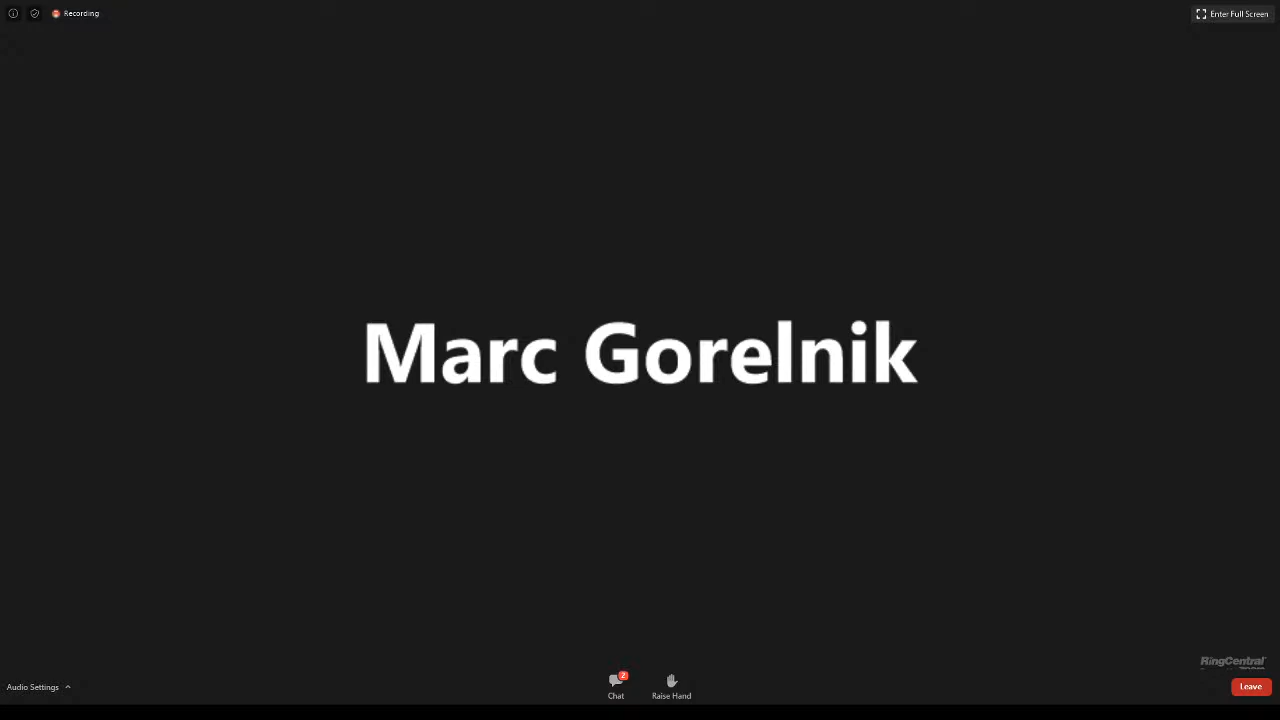 Recording
Enter Full Screen
Marc Gorelnik
RingCentral
Audio Settings
2
Chat
Raise Hand
Leave